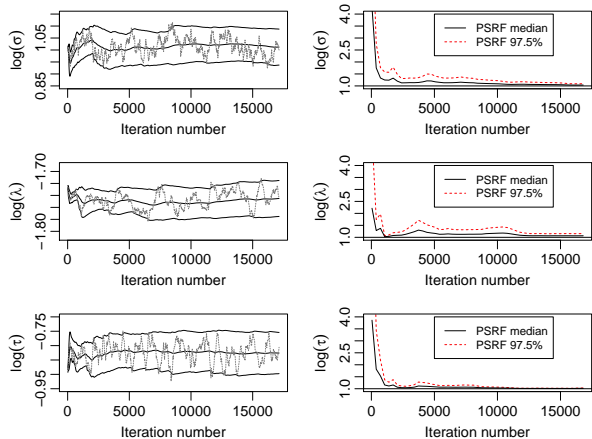 log(σ)
0.85
1.05
0
5000
10000
15000
Iteration number
log(σ)
1.0
2.5
4.0
PSRF median
PSRF 97.5%
0
5000
10000
15000
Iteration number
log(λ)
−1.80
−1.70
0
5000
10000
15000
Iteration number
log(λ)
1.0
2.5
4.0
PSRF median
PSRF 97.5%
0
5000
10000
15000
Iteration number
log(τ)
−0.95
−0.75
0
5000
10000
15000
Iteration number
log(τ)
1.0
2.5
4.0
PSRF median
PSRF 97.5%
0
5000
10000
15000
Iteration number